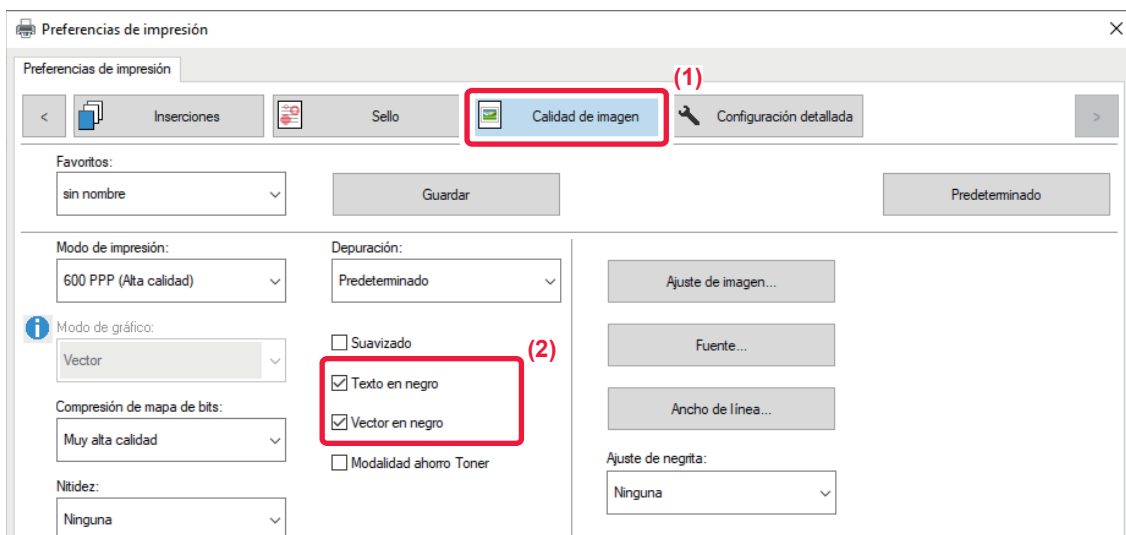 Preferencias de impresión
Preferencias de impresión
(1)
< Inserciones Sello Calidad de imagen Configuración detallada >
Favoritos:
sin nombre Guardar Predeterminado
Modo de impresión: Depuración:
600 PPP (Alta calidad) Predeterminado Ajuste de imagen...
Modo de gráfico:
Suavizado (2) Fuente...
Vector
Texto en negro
Compresión de mapa de bits: Ancho de línea...
Vector en negro
Muy alta calidad
Modalidad ahorro Toner Ajuste de negrita:
Nitidez:
Ninguna
Ninguna